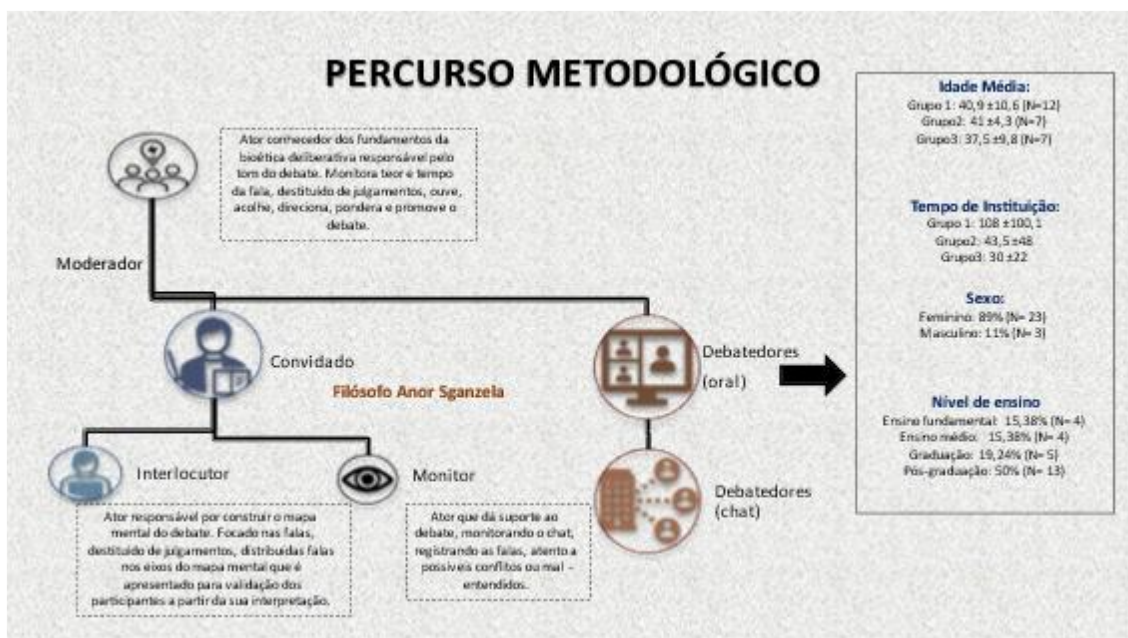 PERCURSO METODOLÓGICO
Ator conhecedor dos fundamentos da
bioética deliberativa responsável pelo
tom do debate. Monitora teor e tempo
da fala, destituído de julgamentos, ouve,
acolhe, direciona, pondera e promove o
debate.
Moderador
Convidado
Filósofo Anor Sganzela
Interlocutor
Monitor
Ator responsável por construir o mapa
mental do debate. Focado nas falas,
destituído de julgamentos, distribuídas falas
nos eixos do mapa mental que é
apresentado para validação dos
participantes a partir da sua interpretação.
Ator que dá suporte ao
debate, monitorando o chat,
registrando as falas, atento a
possíveis conflitos ou mal –
entendidos.
Debatedores
(oral)
Debatedores
(chat)
Idade Média:
Grupo 1: 40,9 ±10,6 (N=12)
Grupo2: 41 ±4,3 (N=7)
Grupo3: 37,5 ±9,8 (N=7)
Tempo de Instituição:
Grupo 1: 108 ±100,1
Grupo2: 43,5 ±48
Grupo3: 30 ±22
Sexo:
Feminino: 89% (N= 23)
Masculino: 11% (N= 3)
Nível de ensino
Ensino fundamental: 15,38% (N= 4)
Ensino médio: 15,38% (N= 4)
Graduação: 19,24% (N= 5)
Pós-graduação: 50% (N= 13)